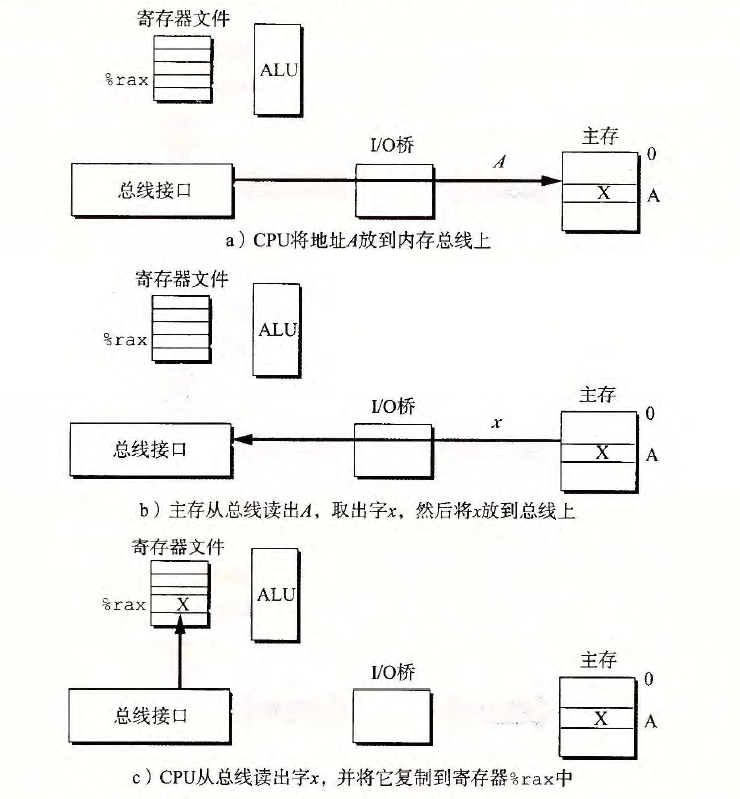 寄存器文件
%rax
ALU
I/O桥
主存
0
A
总线接口
X
A
a）CPU将地址A放到内存总线上
寄存器文件
%rax
ALU
I/O桥
主存
0
x
总线接口
X
A
b）主存从总线读出A，取出字x，然后将x放到总线上
寄存器文件
%rax
X
ALU
I/O桥
主存
0
总线接口
X
A
c）CPU从总线读出字x，并将它复制到寄存器%rax中